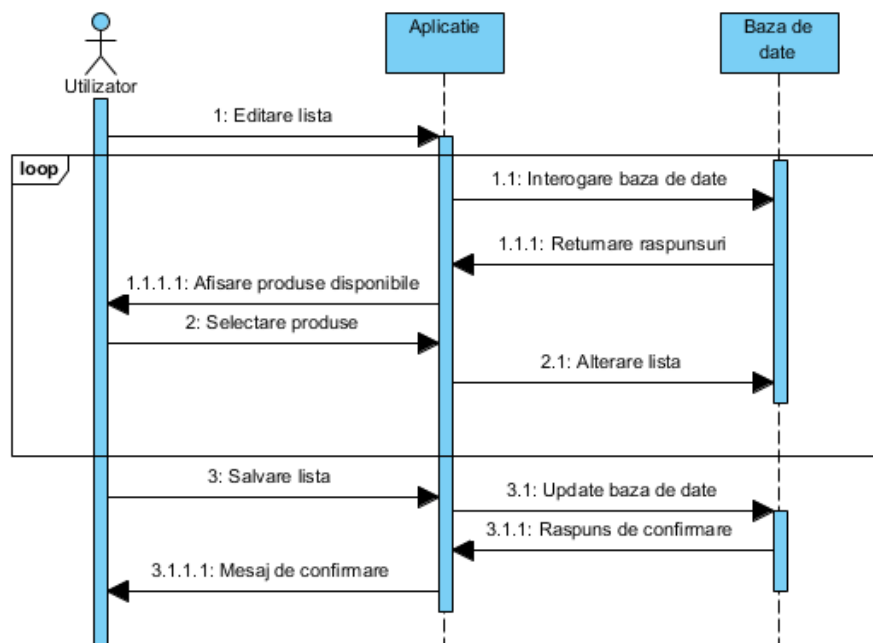 Utilizator
Aplicatie
Baza de
date
1: Editare lista
loop
1.1: Interogare baza de date
1.1.1: Returnare raspunsuri
1.1.1.1: Afisare produse disponibile
2: Selectare produse
2.1: Alterare lista
3: Salvare lista
3.1: Update baza de date
3.1.1: Raspuns de confirmare
3.1.1.1: Mesaj de confirmare